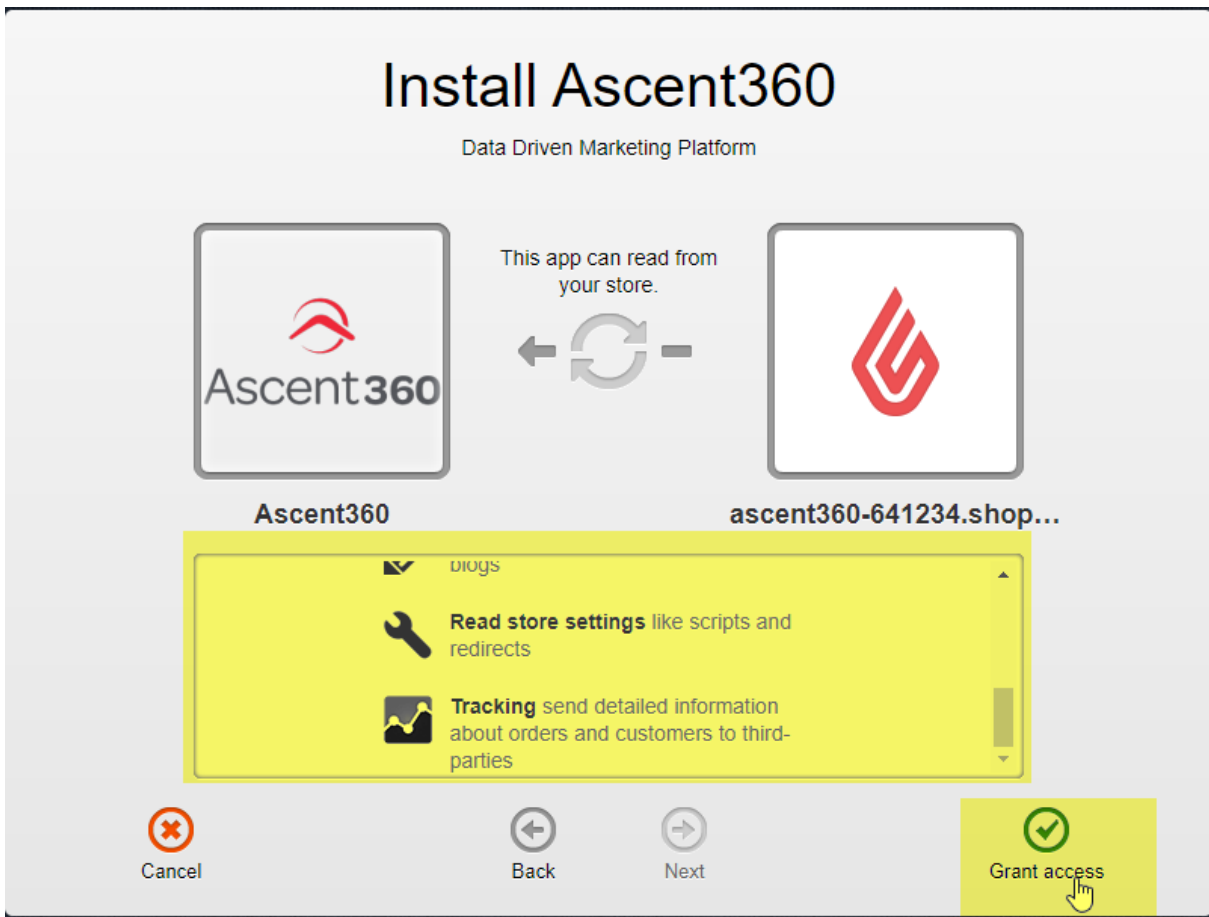 Install Ascent360
Data Driven Marketing Platform
This app can read from
your store.
Ascent360
Ascent360
ascent360-641234.shop…
blogs
Read store settings like scripts and
redirects
Tracking send detailed information
about orders and customers to third-
parties
Cancel
Back
Next
Grant access